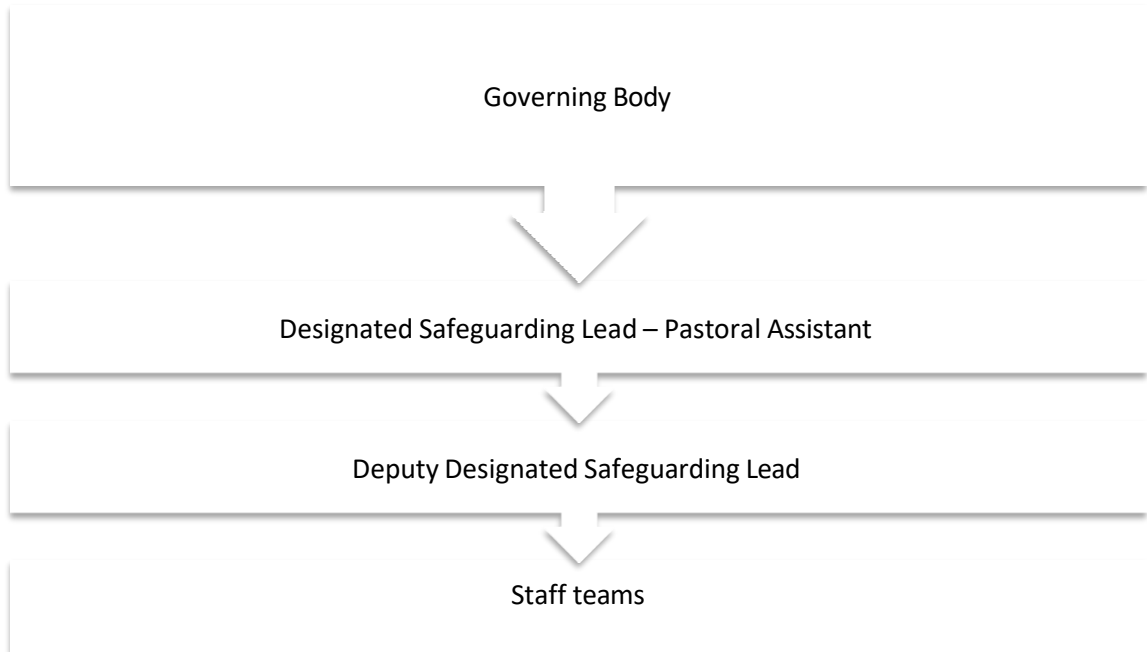 Governing Body
Designated Safeguarding Lead – Pastoral Assistant
Deputy Designated Safeguarding Lead
Staff teams